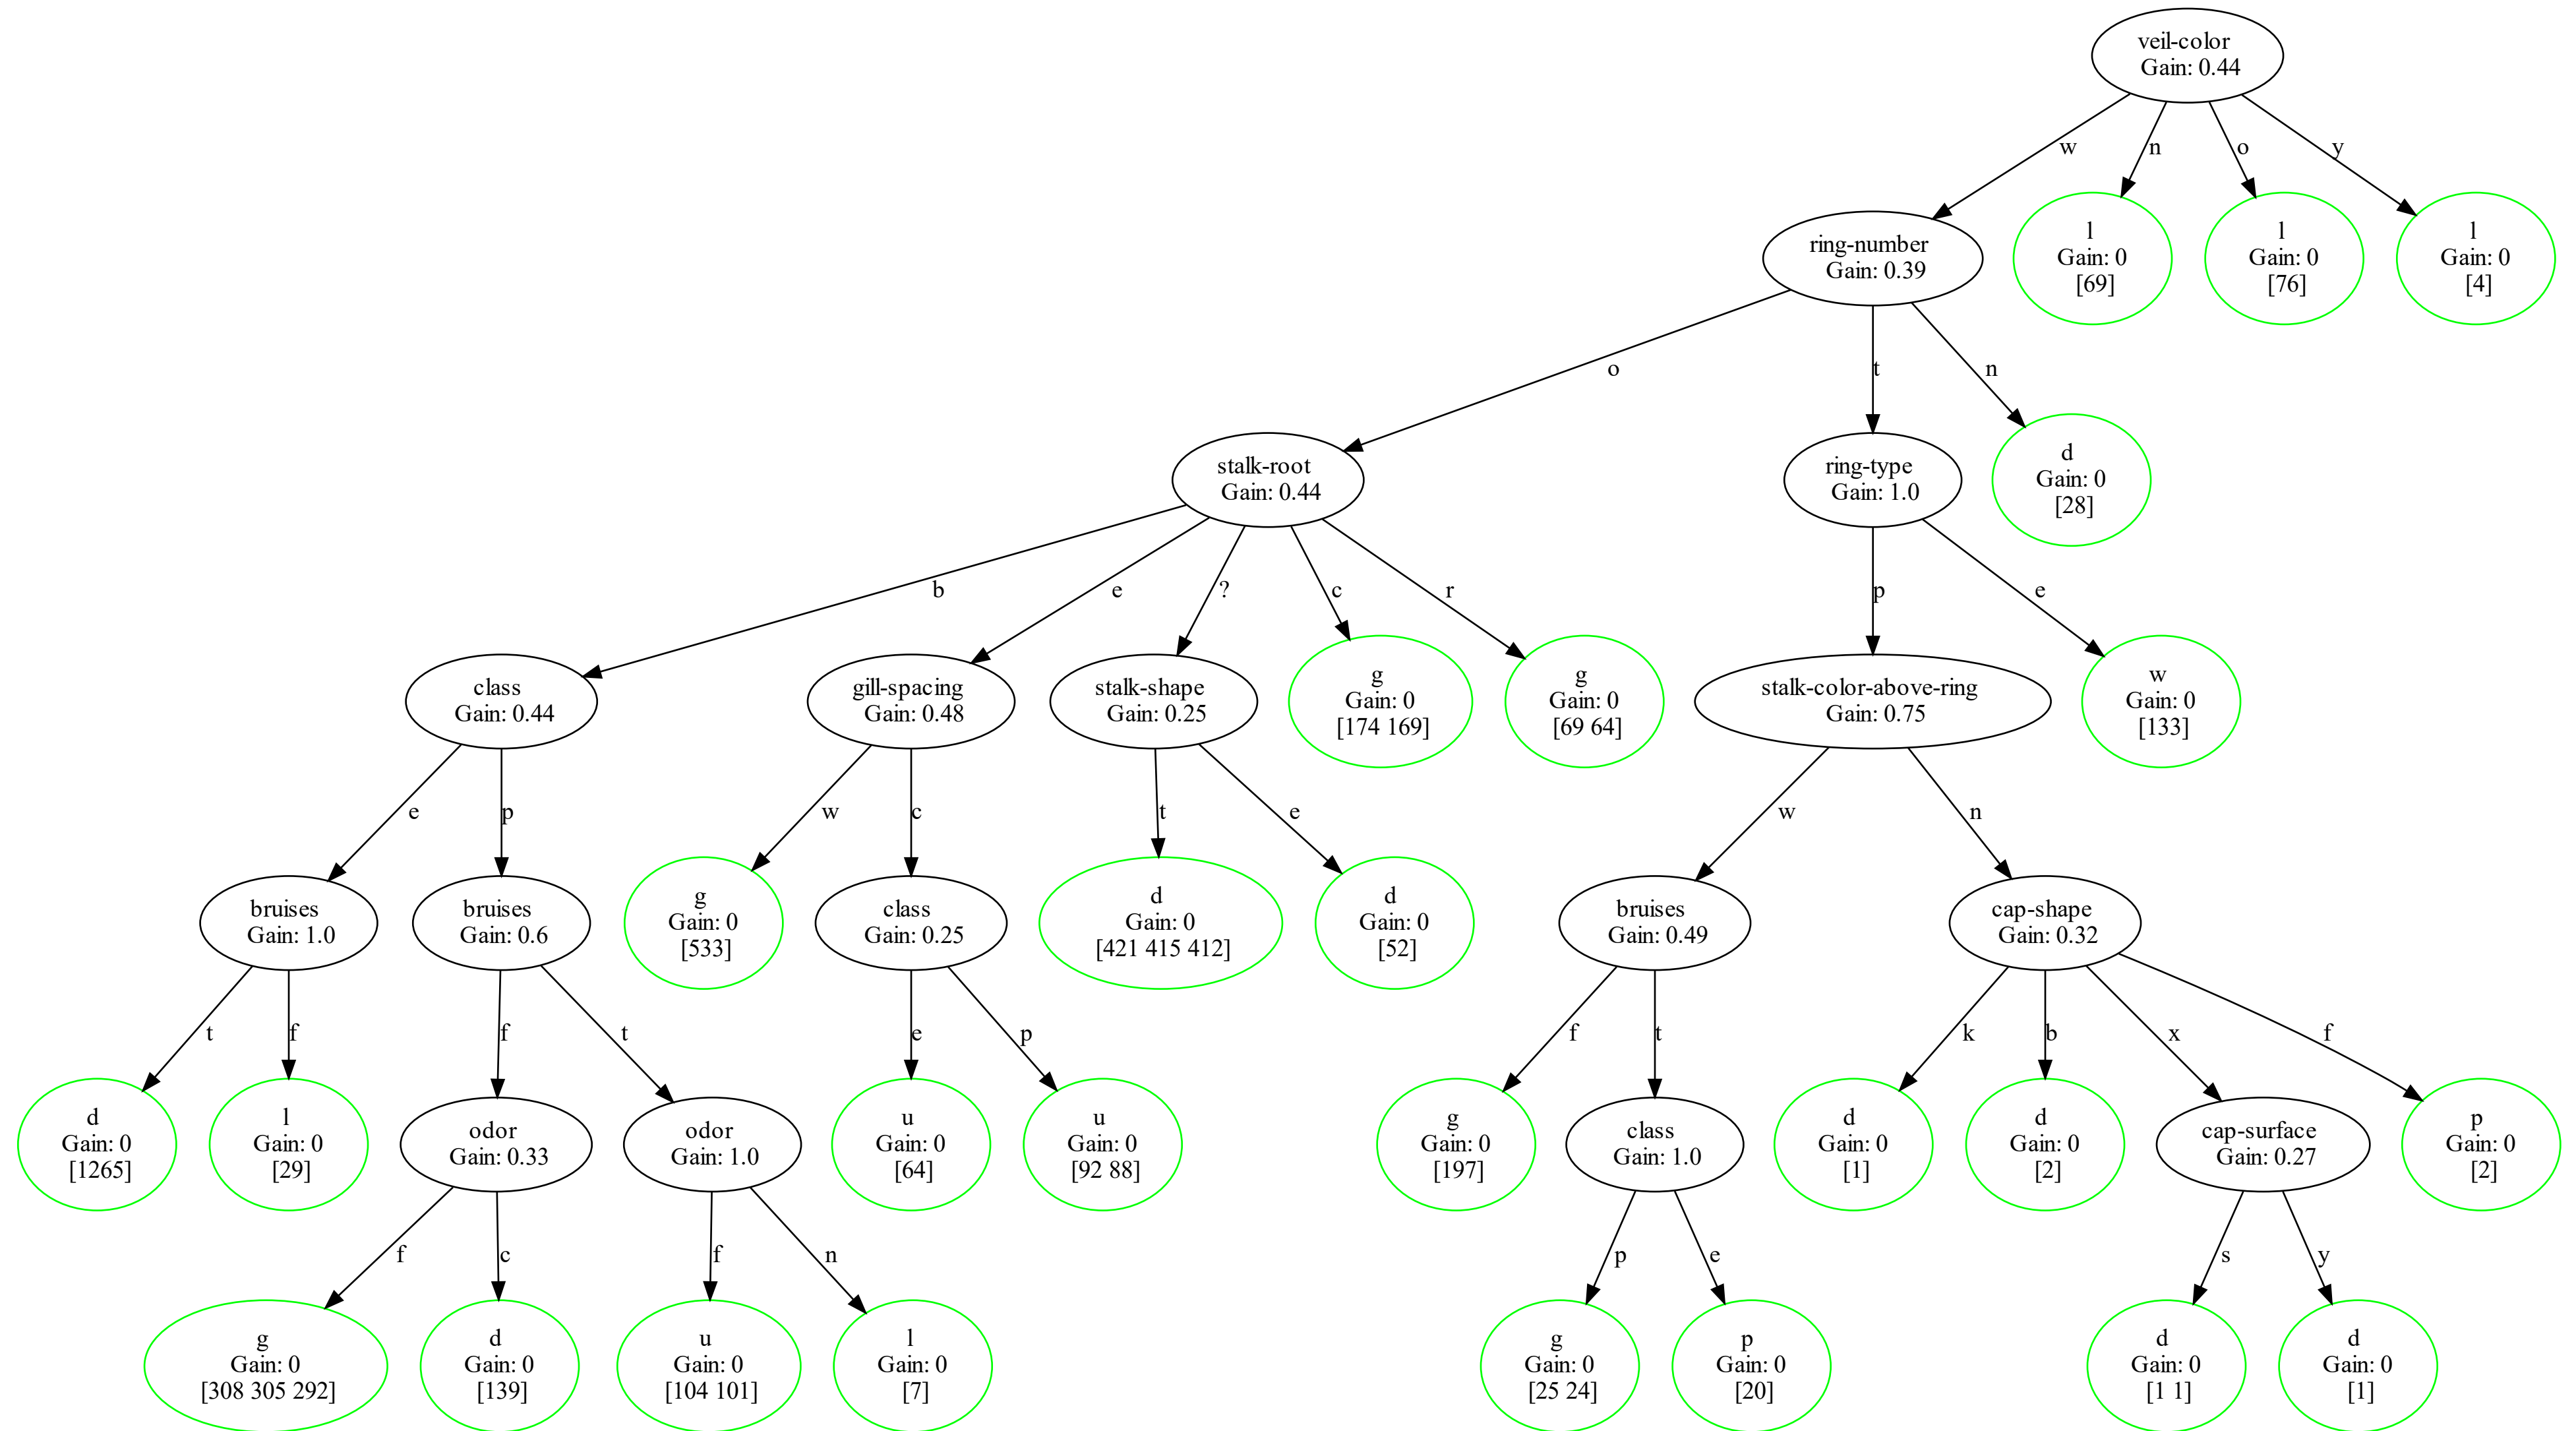 veil-color
Gain: 0.44
w
n
o
y
ring-number
Gain: 0.39
l
Gain: 0
[69]
l
Gain: 0
[76]
l
Gain: 0
[4]
o
t
n
stalk-root
Gain: 0.44
ring-type
Gain: 1.0
d
Gain: 0
[28]
b
e
?
c
r
p
e
class
Gain: 0.44
gill-spacing
Gain: 0.48
stalk-shape
Gain: 0.25
g
Gain: 0
[174 169]
g
Gain: 0
[69 64]
stalk-color-above-ring
Gain: 0.75
w
Gain: 0
[133]
e
p
w
c
t
e
w
n
bruises
Gain: 1.0
bruises
Gain: 0.6
g
Gain: 0
[533]
class
Gain: 0.25
d
Gain: 0
[421 415 412]
d
Gain: 0
[52]
bruises
Gain: 0.49
cap-shape
Gain: 0.32
t
f
f
t
e
p
f
t
k
b
x
f
d
Gain: 0
[1265]
l
Gain: 0
[29]
odor
Gain: 0.33
odor
Gain: 1.0
u
Gain: 0
[64]
u
Gain: 0
[92 88]
g
Gain: 0
[197]
class
Gain: 1.0
d
Gain: 0
[1]
d
Gain: 0
[2]
cap-surface
Gain: 0.27
p
Gain: 0
[2]
f
c
f
n
p
e
s
y
g
Gain: 0
[308 305 292]
d
Gain: 0
[139]
u
Gain: 0
[104 101]
l
Gain: 0
[7]
g
Gain: 0
[25 24]
p
Gain: 0
[20]
d
Gain: 0
[1 1]
d
Gain: 0
[1]